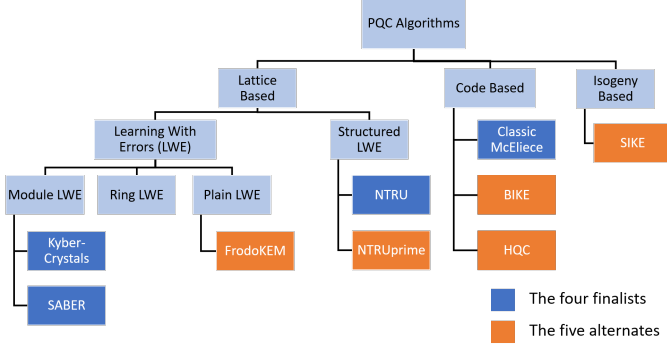 PQC Algorithms
Lattice
Based
Code Based
Isogeny
Based
Learning With
Errors (LWE)
Structured
LWE
Classic
McEliece
SIKE
Module LWE
Ring LWE
Plain LWE
NTRU
BIKE
Kyber-
Crystals
FrodoKEM
NTRUprime
HQC
SABER
The four finalists
The five alternates